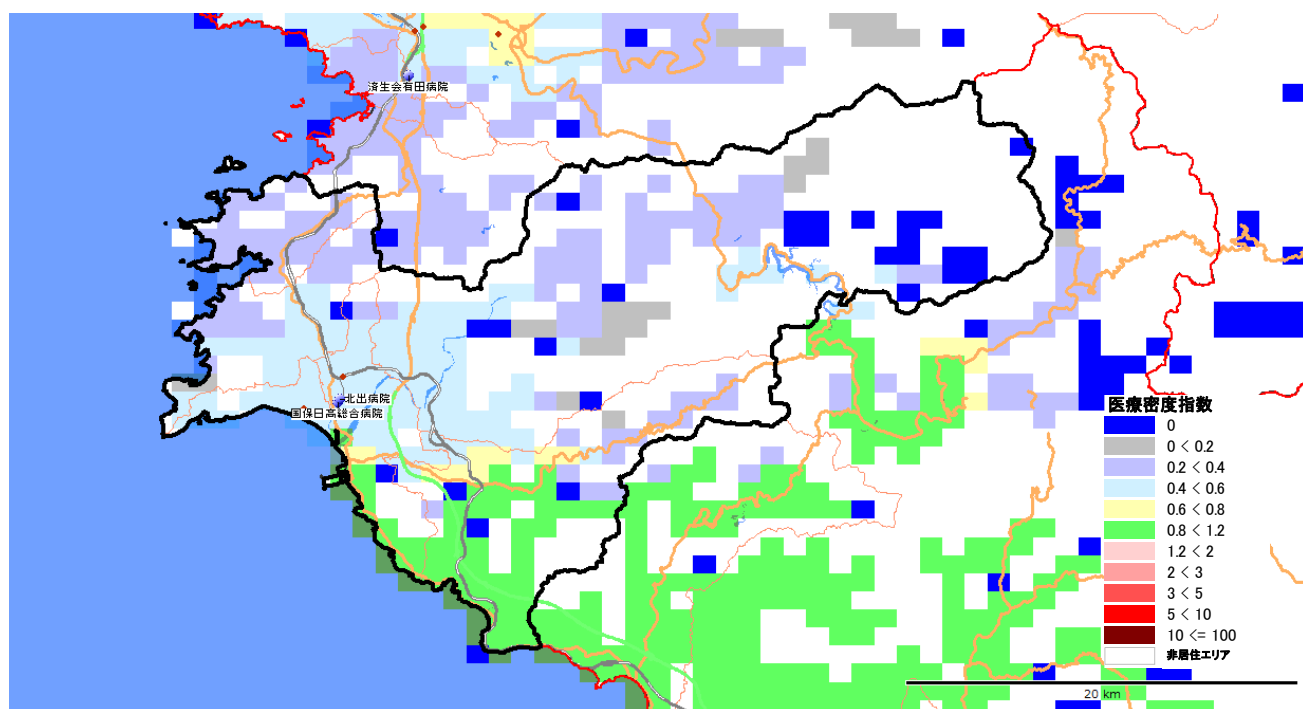 済生会有田病院
北出病院
国保日高総合病院
医療密度指数
0
0 < 0.2
0.2 < 0.4
0.4 < 0.6
0.6 < 0.8
0.8 < 1.2
1.2 < 2
2 < 3
3 < 5
5 < 10
10 <= 100
非居住エリア
20 km